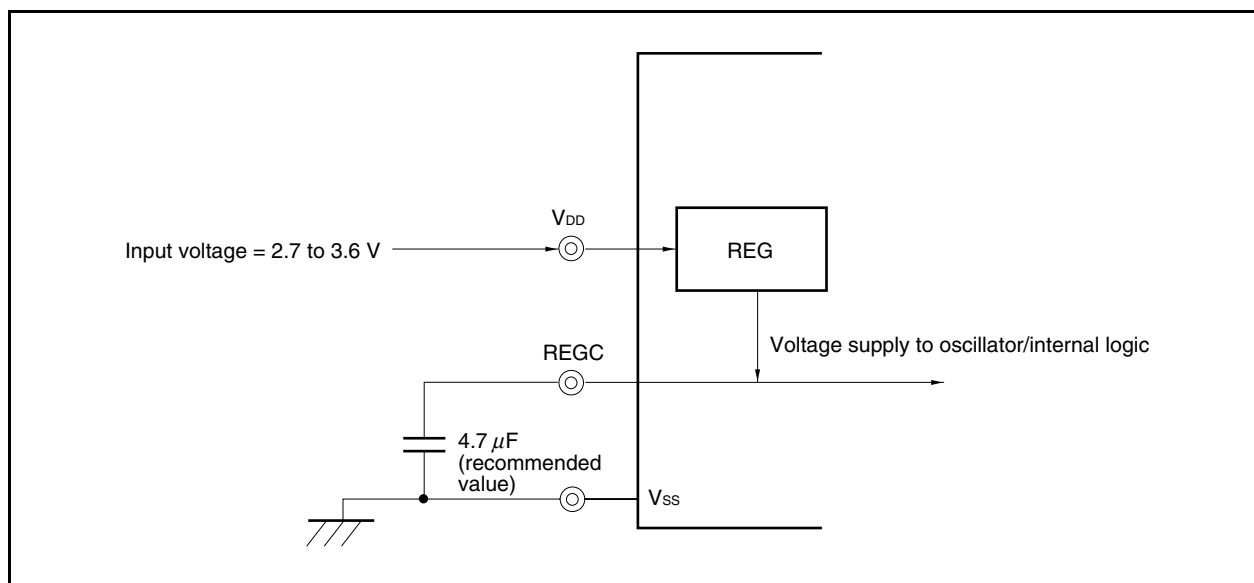 VDD
Input voltage = 2.7 to 3.6 V
REG
Voltage supply to oscillator/internal logic
REGC
4.7 μF
(recommended
value)
VSS